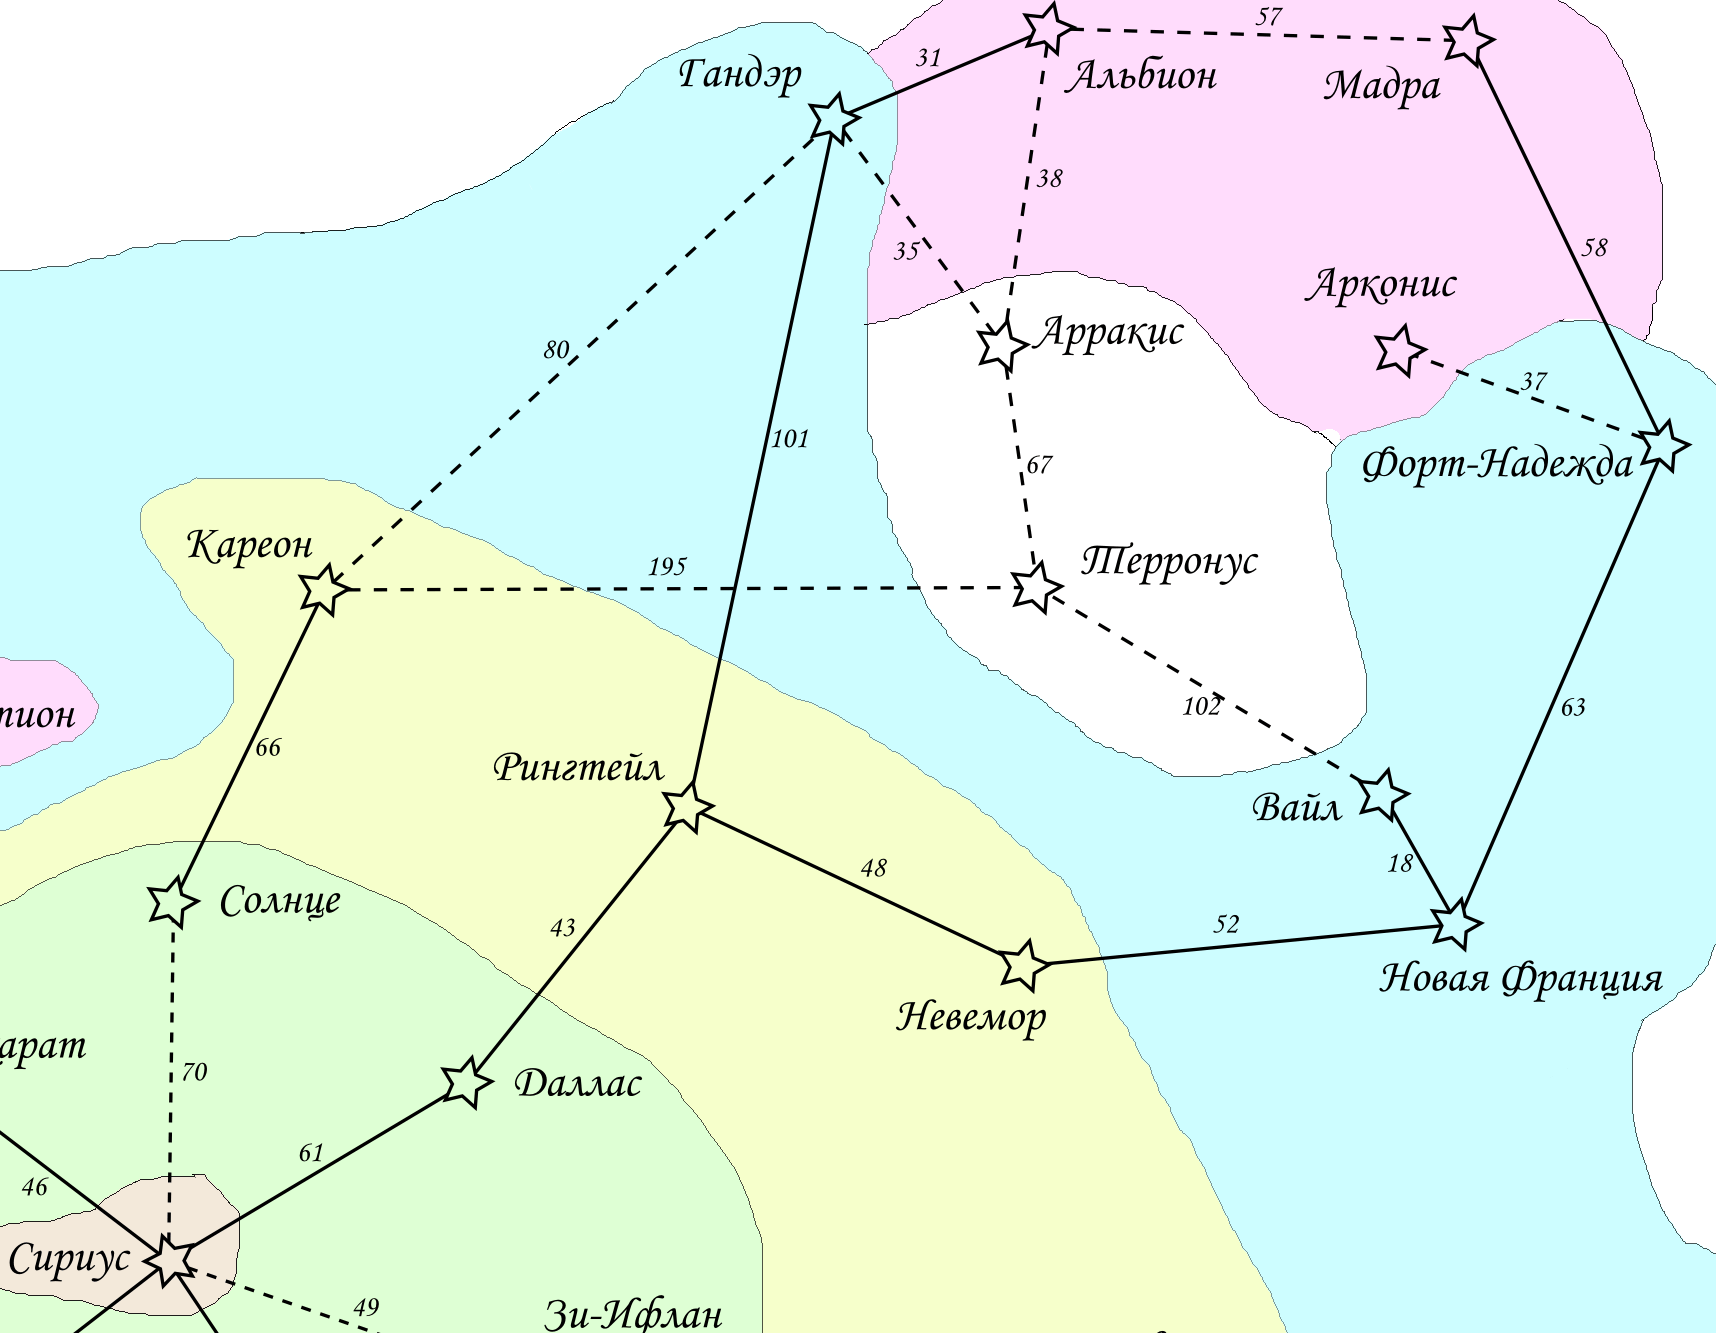 57
31
Гандэр
Альбион
Мадра
38
35
58
Арконис
Арракис
80
37
101
67
Форт-Надежда
Кареон
195
Терронус
102
63
пион
66
Рингтейл
Вайл
48
18
Солнце
43
52
Новая Франция
Невемор
арат
70
Даллас
61
46
Сириус
49
Зи-Ифлан